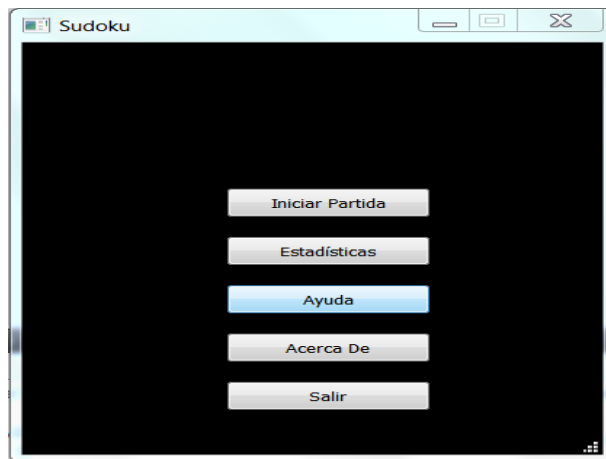 Sudoku
Iniciar Partida
Estadísticas
Ayuda
Acerca De
Salir